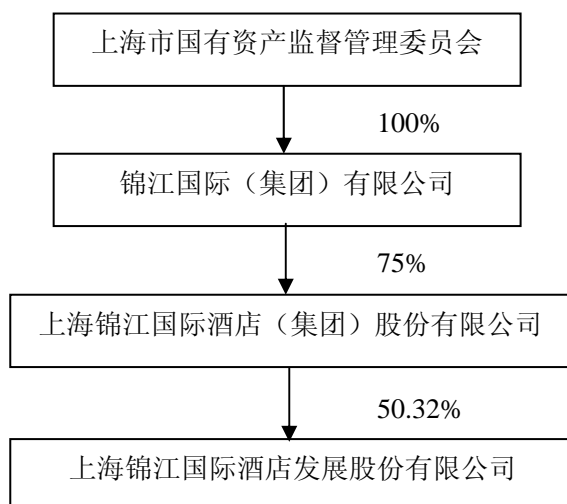 上海市国有资产监督管理委员会
100%
锦江国际（集团）有限公司
75%
上海锦江国际酒店（集团）股份有限公司
50.32%
上海锦江国际酒店发展股份有限公司